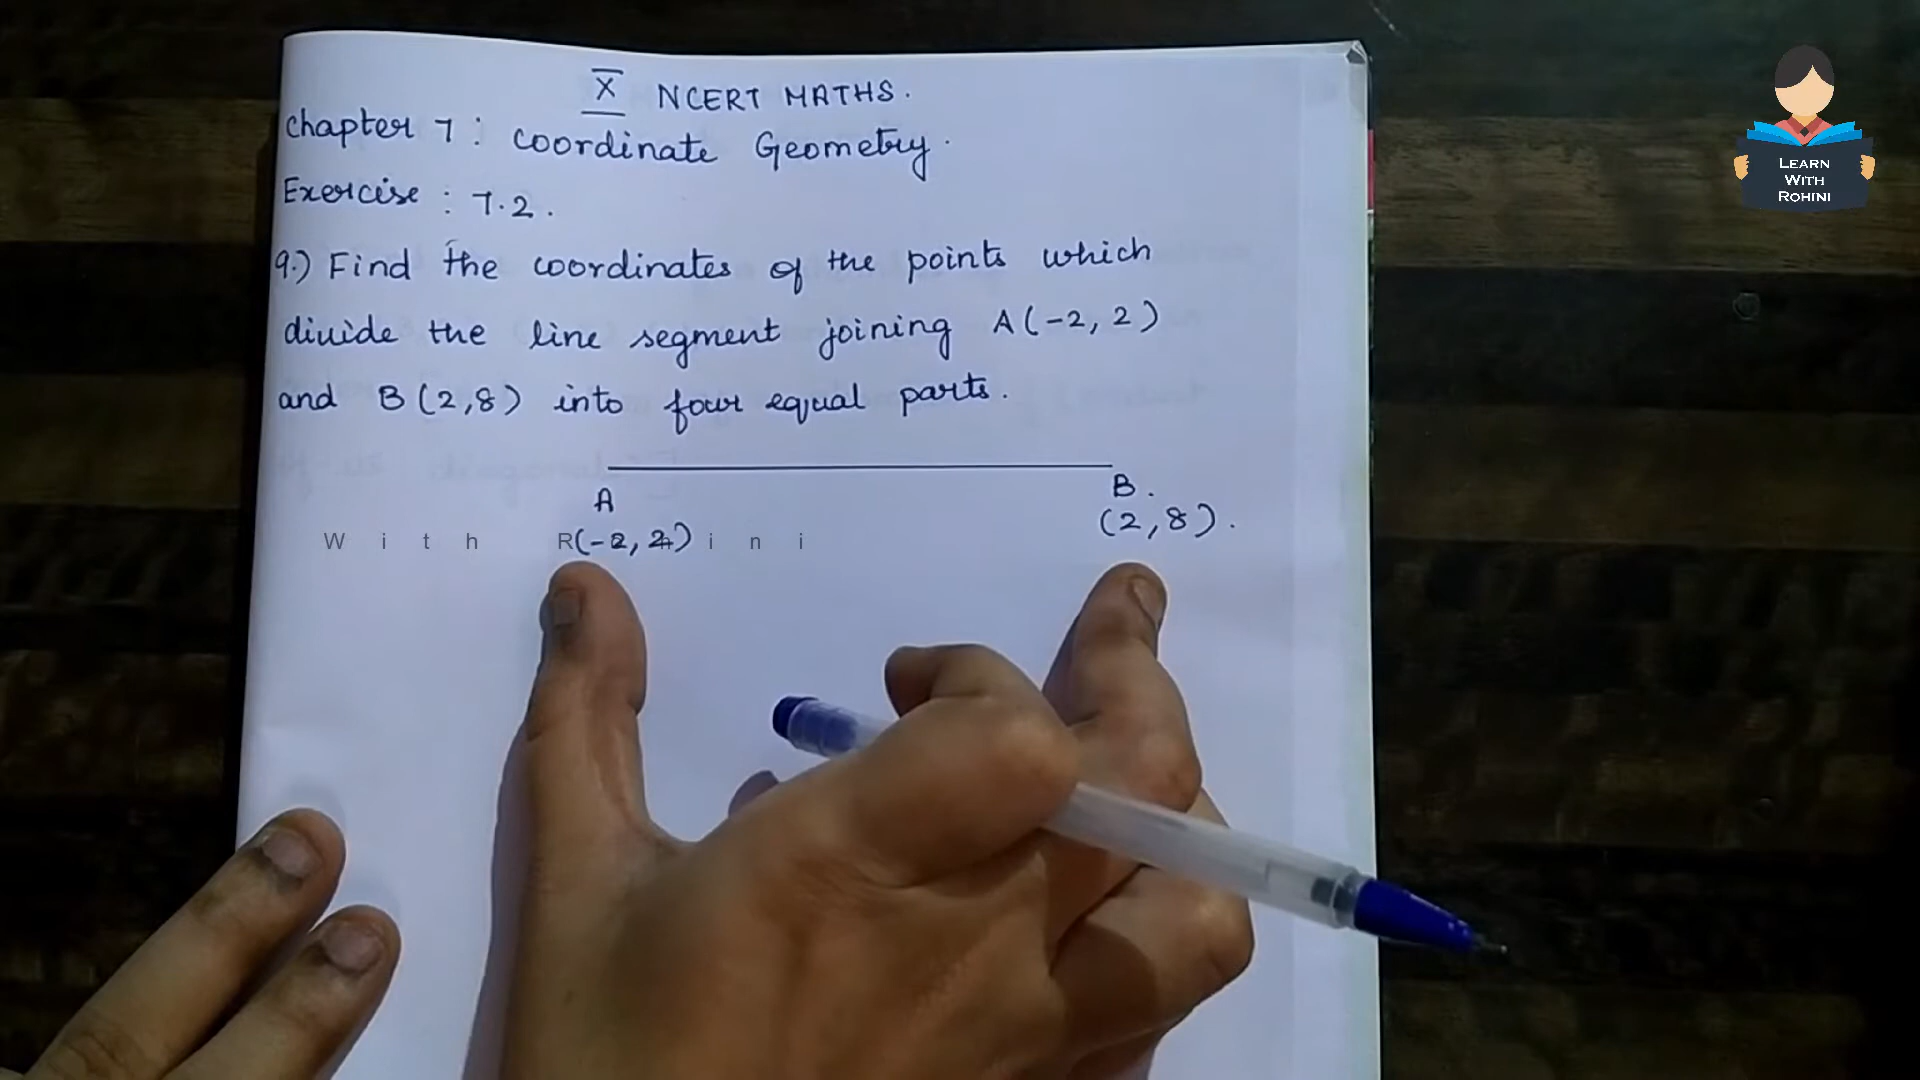 X NCERT MATHS.
Chapter 7: Coordinate Geometry.
Exercise : 7.2.
9.) Find the coordinates of the points which
divide the line segment joining A(-2, 2)
and B(2,8) into four equal parts.
A
B.
(-2, 2)
(2,8).
With Rohini
LEARN
WITH
ROHINI